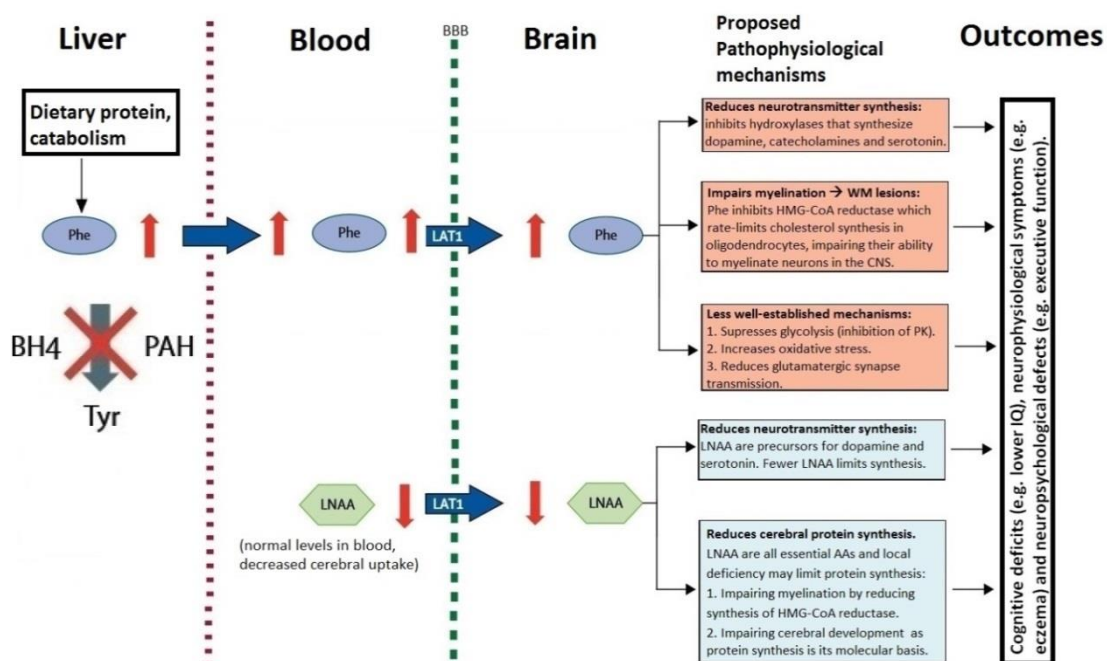 Liver
Blood
BBB
Brain
Proposed
Pathophysiological
mechanisms
Outcomes
Dietary protein,
catabolism
Phe
Phe
LAT1
Phe
BH4
PAH
Tyr
LNAA
LAT1
LNAA
(normal levels in blood,
decreased cerebral uptake)
Reduces neurotransmitter synthesis:
inhibits hydroxylases that synthesize
dopamine, catecholamines and serotonin.
Impairs myelination → WM lesions:
Phe inhibits HMG-CoA reductase which
rate-limits cholesterol synthesis in
oligodendrocytes, impairing their ability
to myelinate neurons in the CNS.
Less well-established mechanisms:
1. Supresses glycolysis (inhibition of PK).
2. Increases oxidative stress.
3. Reduces glutamatergic synapse
transmission.
Reduces neurotransmitter synthesis:
LNAA are precursors for dopamine and
serotonin. Fewer LNAA limits synthesis.
Reduces cerebral protein synthesis.
LNAA are all essential AAs and local
deficiency may limit protein synthesis:
1. Impairing myelination by reducing
synthesis of HMG-CoA reductase.
2. Impairing cerebral development as
protein synthesis is its molecular basis.
Cognitive deficits (e.g. lower IQ), neurophysiological symptoms (e.g.
eczema) and neuropsychological defects (e.g. executive function).